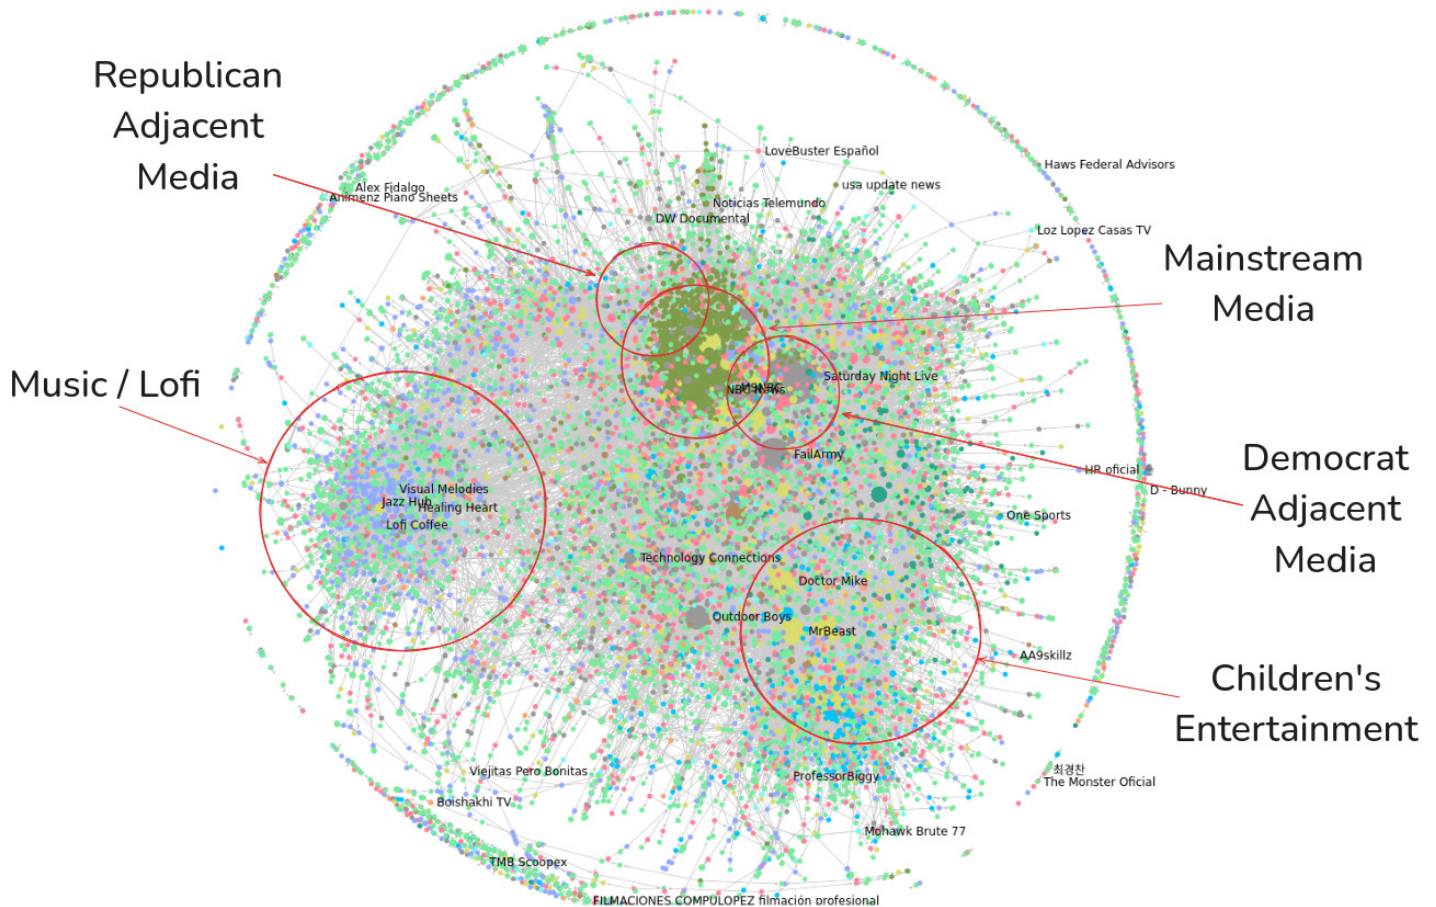 Republican
Adjacent
Media
LoveBuster Español
Haws Federal Advisors
Alex Fidalgo
Animenz Piano Sheets
usa update news
Noticias Telemundo
DW Documental
Loz Lopez Casas TV
Mainstream
Media
Music / Lofi
Saturday Night Live
MSNBC
NBC News
FailArmy
HR oficial
D - Bunny
Democrat
Adjacent
Media
Visual Melodies
Jazz Hub
Healing Heart
Lofi Coffee
One Sports
Technology Connections
Doctor Mike
Outdoor Boys
MrBeast
AA9skillz
Children's
Entertainment
Viejitas Pero Bonitas
ProfessorBiggy
최경찬
The Monster Oficial
Boishakhi TV
Mohawk Brute 77
TMB Scoopex
FILMACIONES COMPULOPEZ filmación profesional